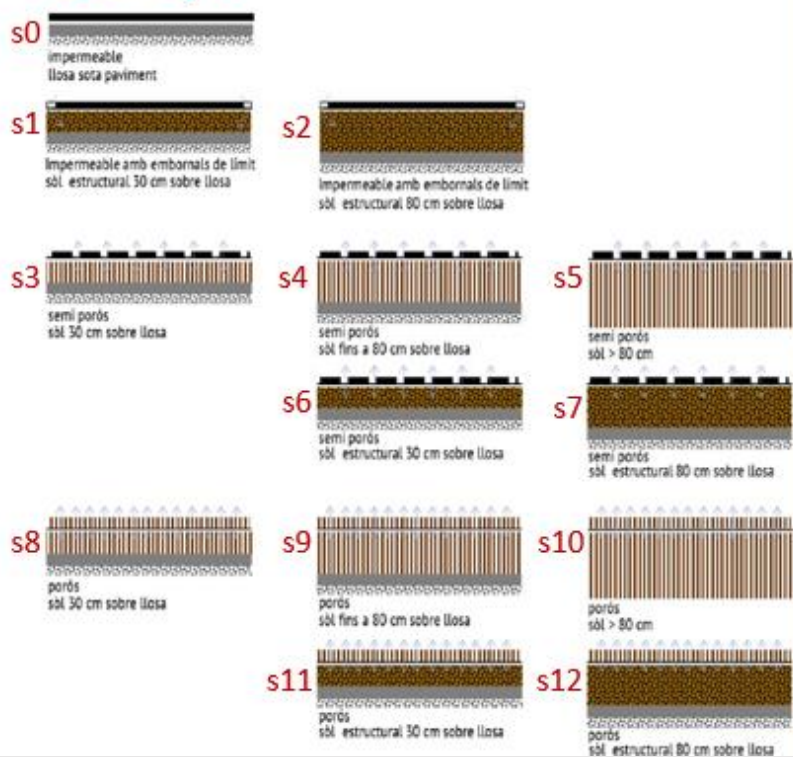 s0
impermeable
llosa sota paviment
s1
Impermeable amb embornals de límit
sòl estructural 30 cm sobre llosa
s2
Impermeable amb embornals de límit
sòl estructural 80 cm sobre llosa
s3
semi porós
sòl 30 cm sobre llosa
s4
semi porós
sòl fins a 80 cm sobre llosa
s5
semi porós
sòl > 80 cm
s6
semi porós
sòl estructural 30 cm sobre llosa
s7
semi porós
sòl estructural 80 cm sobre llosa
s8
porós
sòl 30 cm sobre llosa
s9
porós
sòl fins a 80 cm sobre llosa
s10
porós
sòl > 80 cm
s11
porós
sòl estructural 30 cm sobre llosa
s12
porós
sòl estructural 80 cm sobre llosa